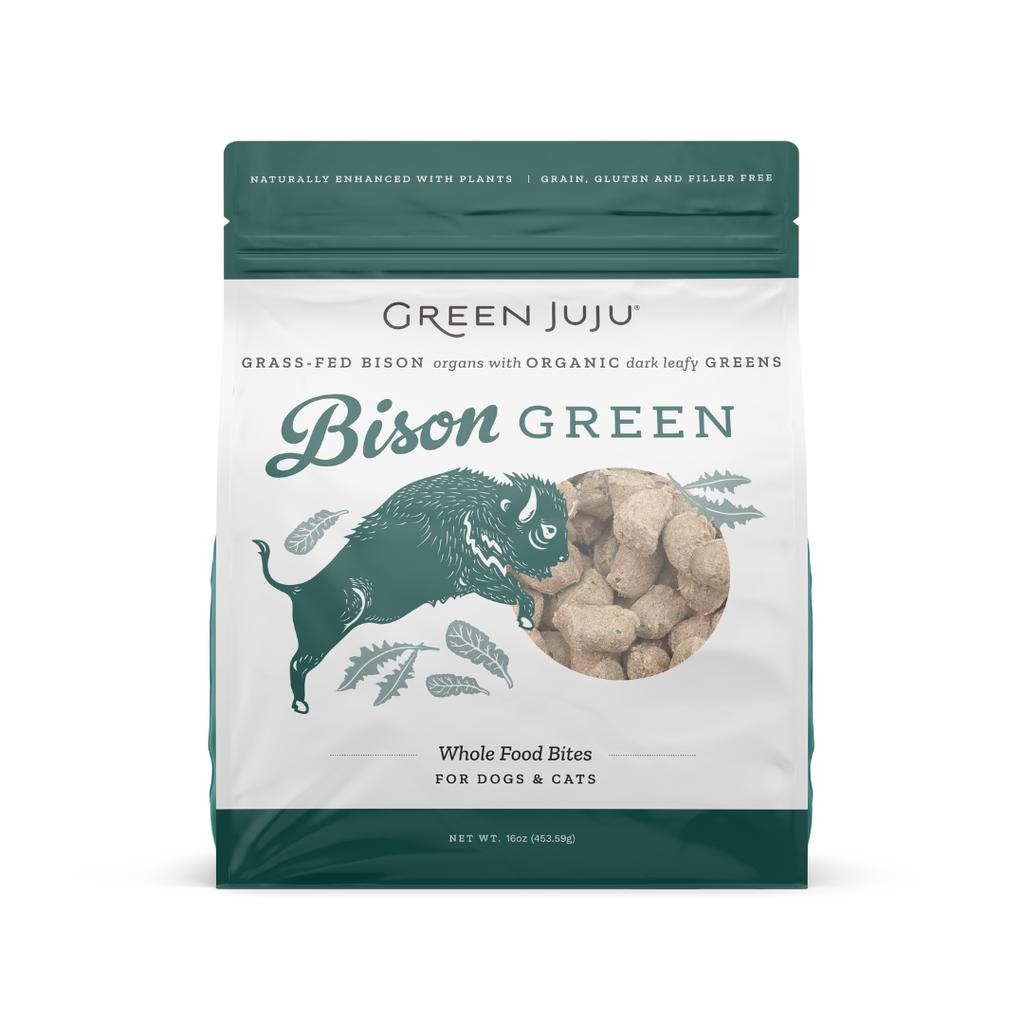 NATURALLY ENHANCED WITH PLANTS | GRAIN, GLUTEN AND FILLER FREE
GREEN JUJU®
GRASS-FED BISON organs with ORGANIC dark leafy GREENS
Bison GREEN
Whole Food Bites
FOR DOGS & CATS
NET WT. 16oz (453.59g)